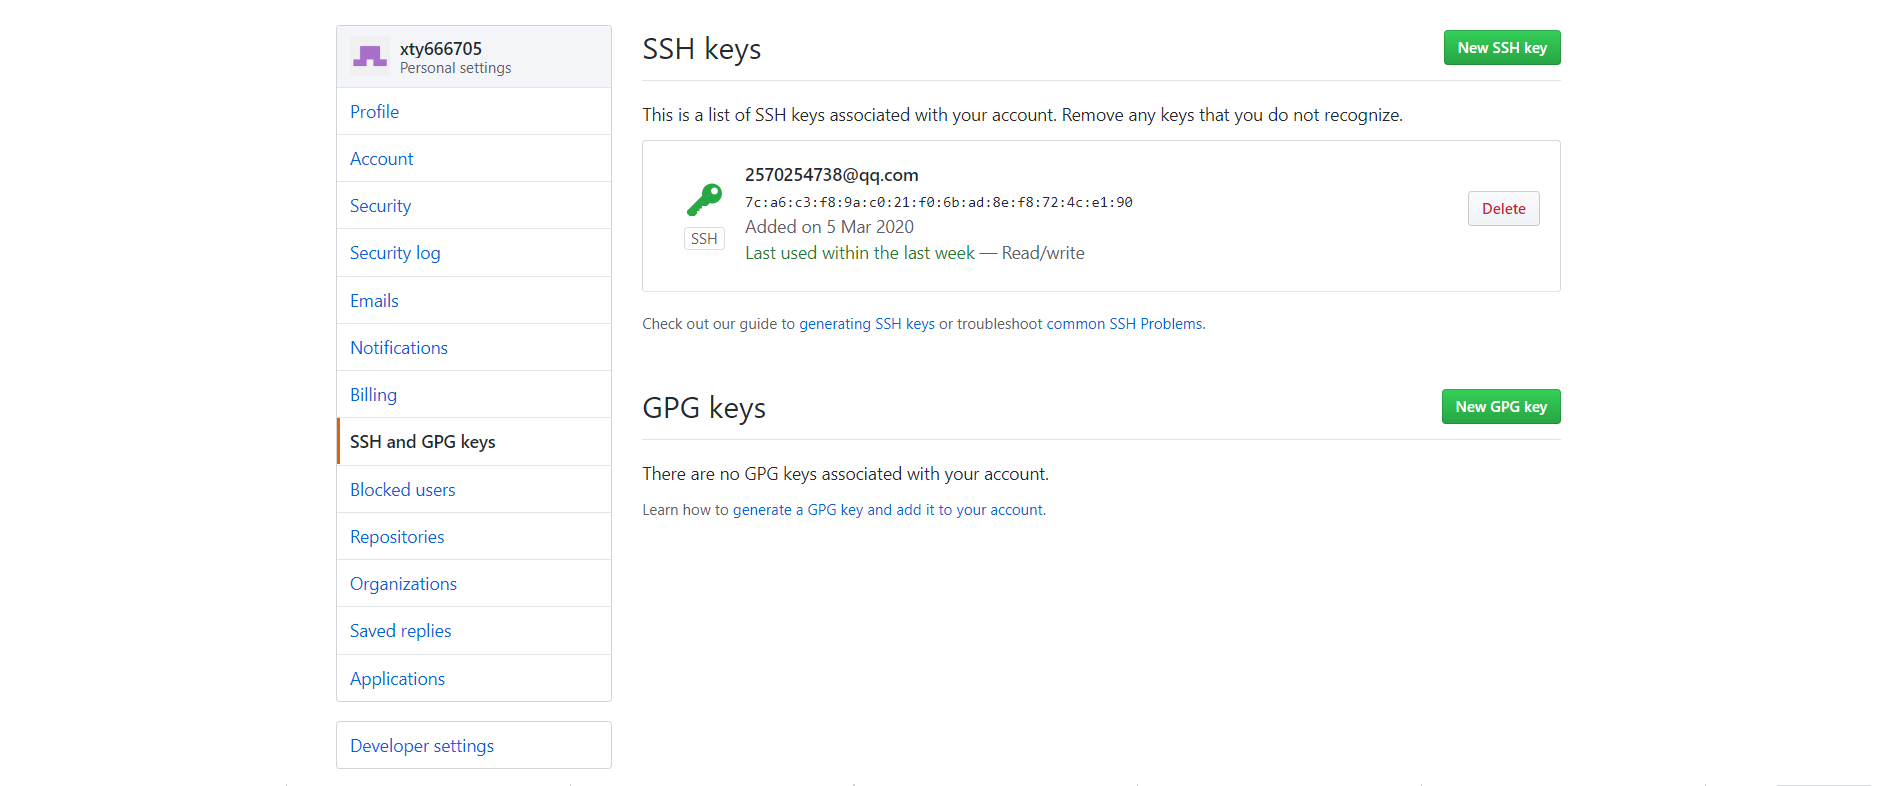 xty666705
Personal settings
Profile
Account
Security
Security log
Emails
Notifications
Billing
SSH and GPG keys
Blocked users
Repositories
Organizations
Saved replies
Applications
Developer settings
SSH keys
New SSH key
This is a list of SSH keys associated with your account. Remove any keys that you do not recognize.
SSH
2570254738@qq.com
7c:a6:c3:f8:9a:c0:21:f0:6b:ad:8e:f8:72:4c:e1:90
Added on 5 Mar 2020
Last used within the last week — Read/write
Delete
Check out our guide to generating SSH keys or troubleshoot common SSH Problems.
GPG keys
New GPG key
There are no GPG keys associated with your account.
Learn how to generate a GPG key and add it to your account.